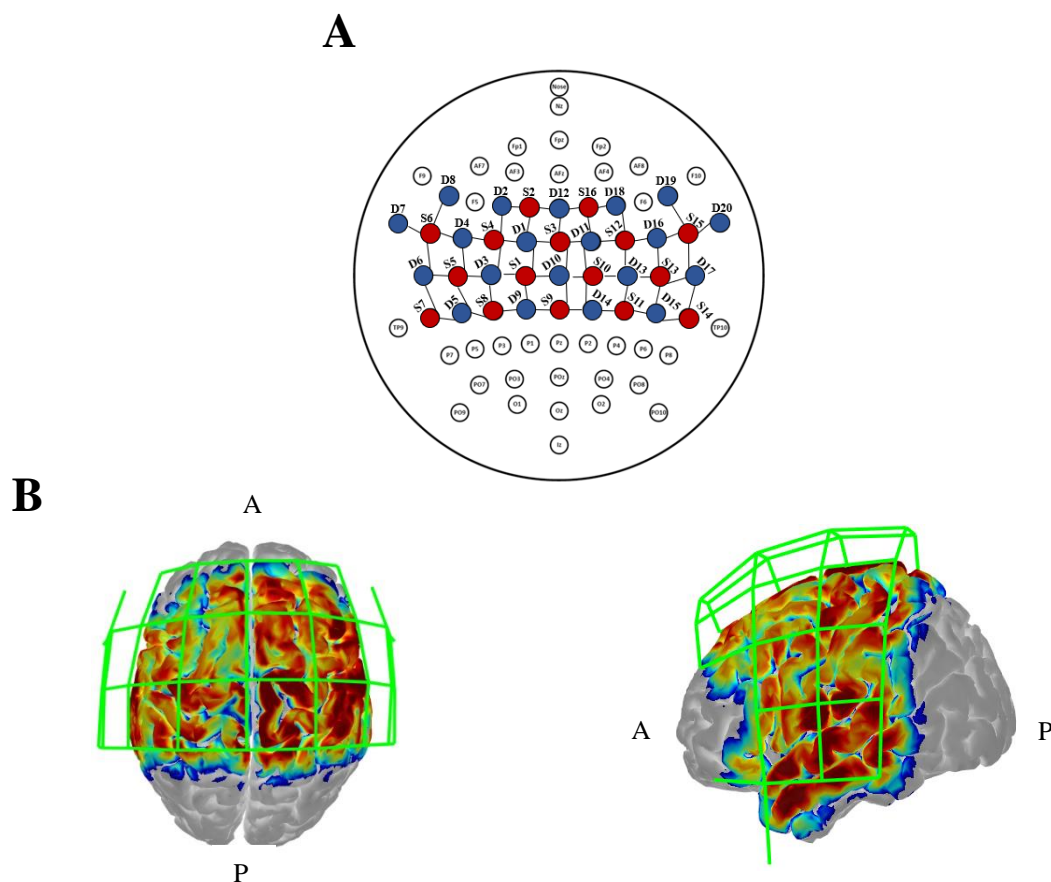 A
Nose
Nz
Fp1 Fpz Fp2
AF7 AF3 AFz AF4 AF8
F9 F10
D8 D19
F5 D2 S2 D12 S16 D18 F6
D7 D20
S6 D4 S4 D1 S3 D11 S12 D16 S15
D6 S5 D3 S1 D10 S10 D13 S13 D17
S7 D5 S8 D9 S9 D14 S11 D15 S14
TP9 TP10
P7 P5 P3 P1 Pz P2 P4 P6 P8
PO7 PO3 POz PO4 PO8
PO9 O1 Oz O2 PO10
Iz
B
A
A P
P